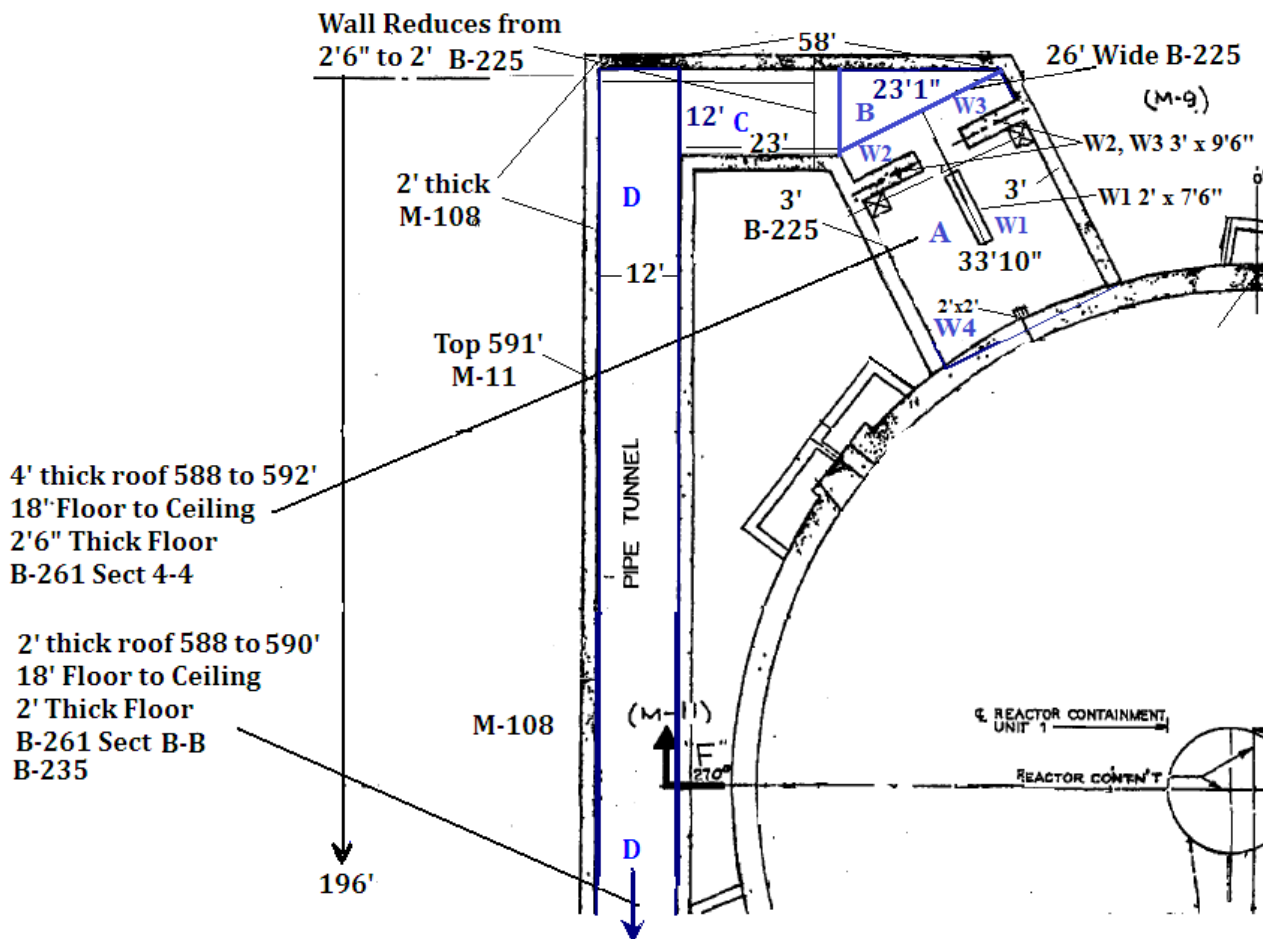 Wall Reduces from
2'6" to 2' B-225
58'
26' Wide B-225
(M-9)
23'1"
B
W3
12' C
23'
W2
W2, W3 3' x 9'6"
2' thick
M-108
D
3'
B-225
3'
W1 2' x 7'6"
A
W1
33'10"
12'
2'x2'
W4
Top 591'
M-11
PIPE TUNNEL
4' thick roof 588 to 592'
18' Floor to Ceiling
2'6" Thick Floor
B-261 Sect 4-4
2' thick roof 588 to 590'
18' Floor to Ceiling
2' Thick Floor
B-261 Sect B-B
B-235
M-108
(M-11)
"F"
270°
℄ REACTOR CONTAINMENT
UNIT 1
REACTOR CONTN'T
D
196'